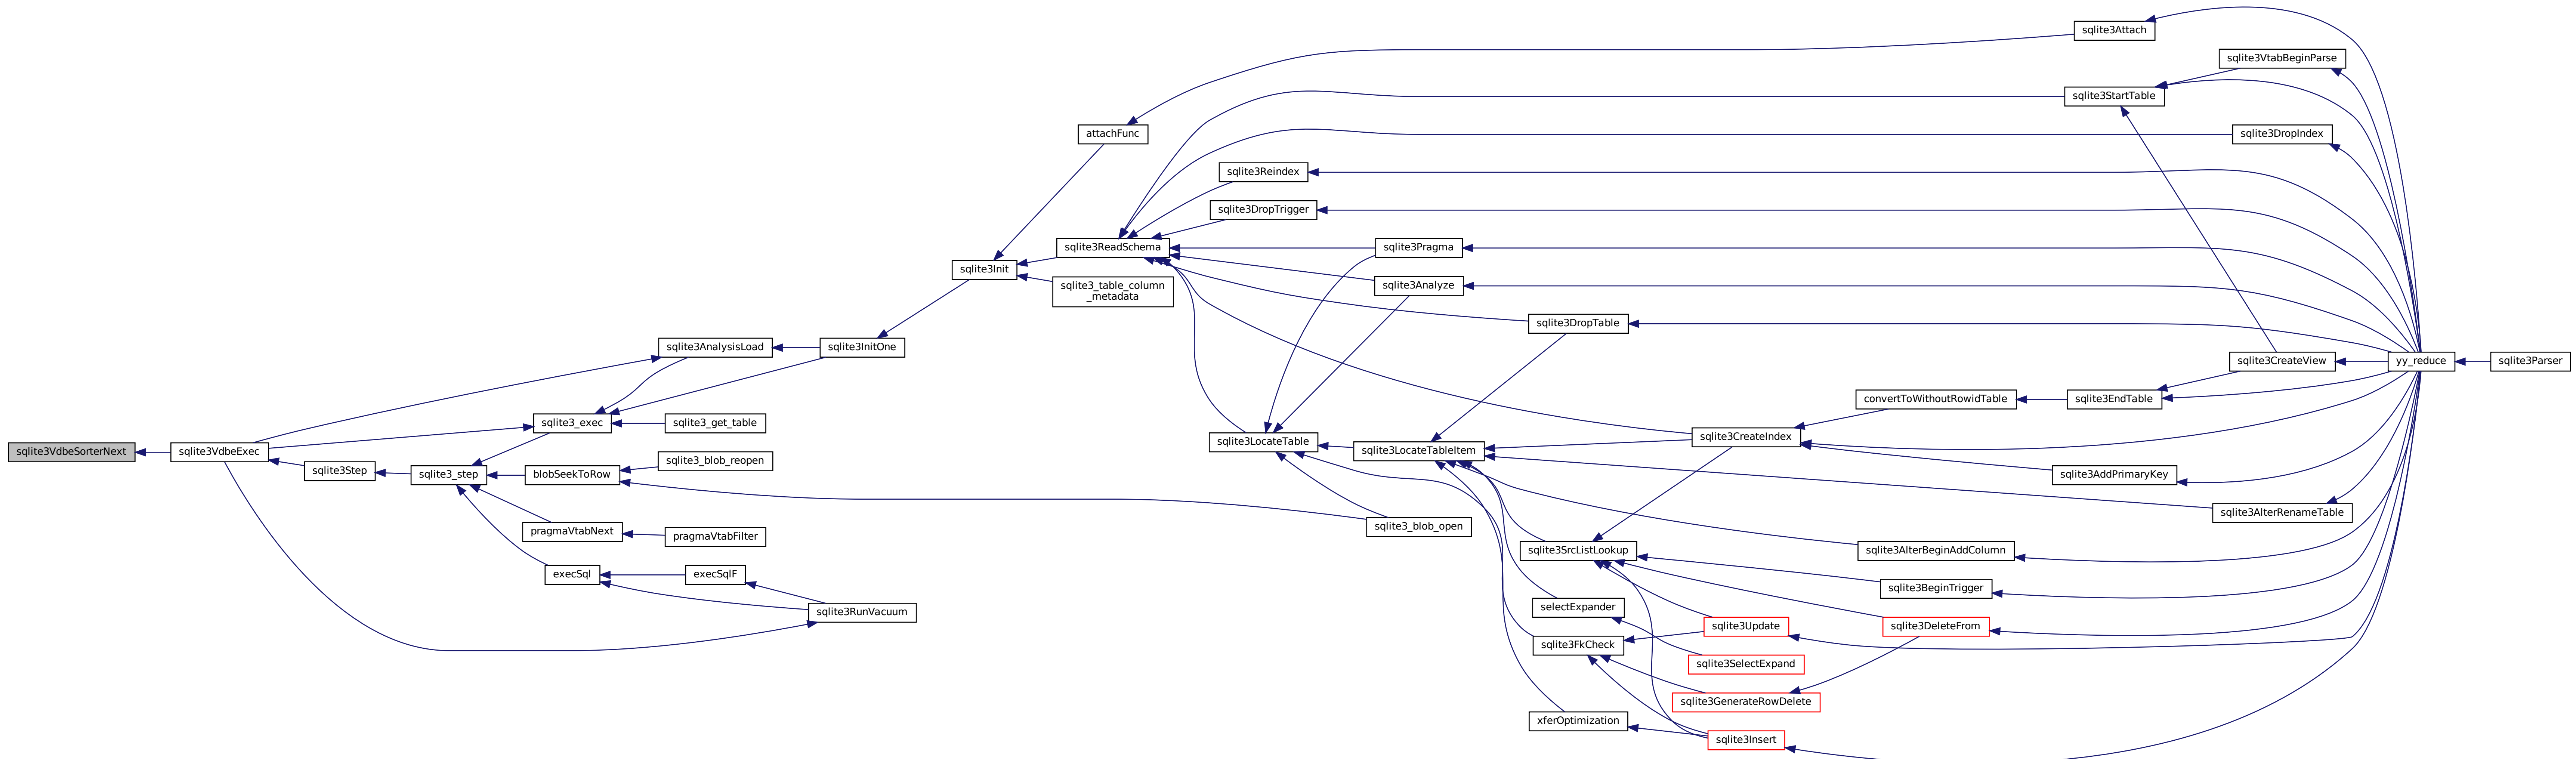 sqlite3Attach
sqlite3VtabBeginParse
sqlite3StartTable
attachFunc
sqlite3DropIndex
sqlite3Reindex
sqlite3DropTrigger
sqlite3ReadSchema
sqlite3Pragma
sqlite3Init
sqlite3_table_column
_metadata
sqlite3Analyze
sqlite3DropTable
sqlite3AnalysisLoad
sqlite3InitOne
sqlite3CreateView
yy_reduce
sqlite3Parser
convertToWithoutRowidTable
sqlite3EndTable
sqlite3_exec
sqlite3_get_table
sqlite3LocateTable
sqlite3CreateIndex
sqlite3VdbeSorterNext
sqlite3VdbeExec
sqlite3LocateTableItem
sqlite3_blob_reopen
sqlite3Step
sqlite3_step
blobSeekToRow
sqlite3AddPrimaryKey
sqlite3AlterRenameTable
pragmaVtabNext
pragmaVtabFilter
sqlite3_blob_open
sqlite3SrcListLookup
sqlite3AlterBeginAddColumn
execSql
execSqlF
sqlite3BeginTrigger
sqlite3RunVacuum
selectExpander
sqlite3Update
sqlite3DeleteFrom
sqlite3FkCheck
sqlite3SelectExpand
sqlite3GenerateRowDelete
xferOptimization
sqlite3Insert